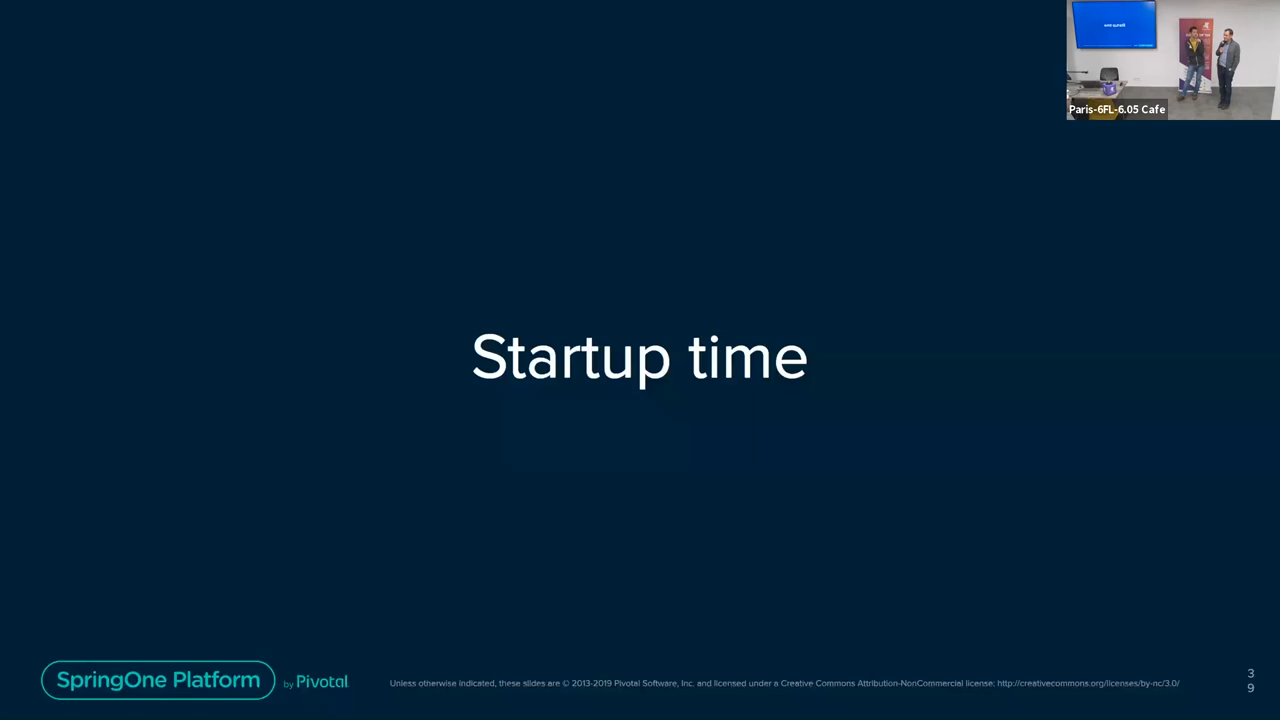 Paris-6FL-6.05 Cafe
Startup time
SpringOne Platform
by Pivotal
Unless otherwise indicated, these slides are © 2013-2019 Pivotal Software, Inc. and licensed under a Creative Commons Attribution-NonCommercial license: http://creativecommons.org/licenses/by-nc/3.0/
3
9